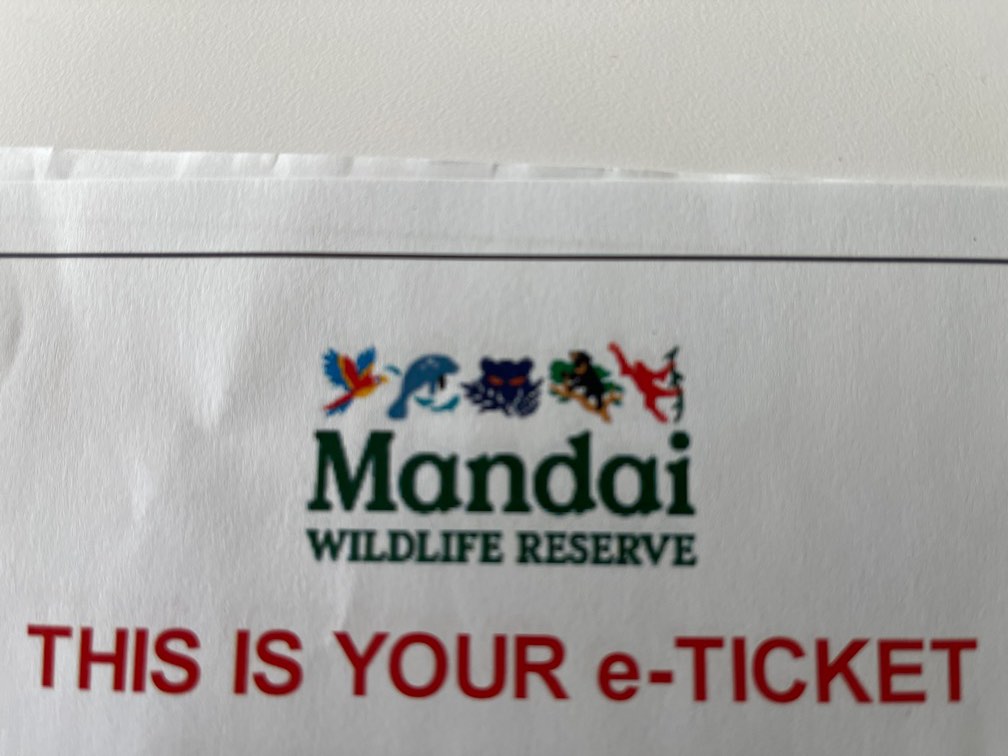 Mandai
WILDLIFE RESERVE
THIS IS YOUR e-TICKET